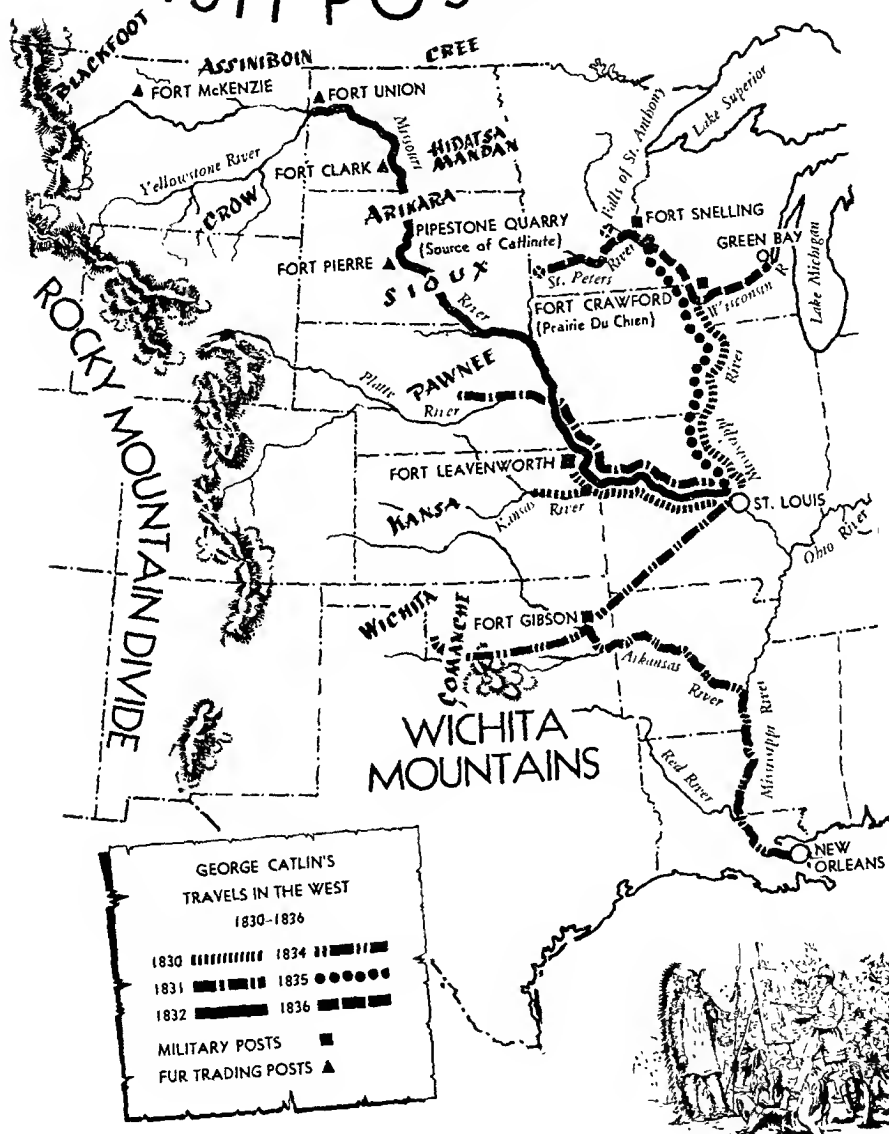 BLACKFOOT
ASSINIBOIN
CREE
FORT McKENZIE
FORT UNION
Lake Superior
Missouri
HIDATSA
MANDAN
Falls of St. Anthony
Yellowstone River
FORT CLARK
CROW
ARIKARA
PIPESTONE QUARRY
(Source of Catlinite)
FORT SNELLING
GREEN BAY
FORT PIERRE
SIOUX
River
St. Peters River
FORT CRAWFORD
(Prairie Du Chien)
Wisconsin R
Lake Michigan
ROCKY MOUNTAIN DIVIDE
Platte River
PAWNEE
Mississippi River
FORT LEAVENWORTH
KANSA
Kansas River
ST. LOUIS
Ohio River
WICHITA
COMANCHE
FORT GIBSON
Arkansas River
WICHITA
MOUNTAINS
Red River
Mississippi River
NEW
ORLEANS
GEORGE CATLIN'S
TRAVELS IN THE WEST
1830-1836
1830 1834
1831 1835
1832 1836
MILITARY POSTS
FUR TRADING POSTS